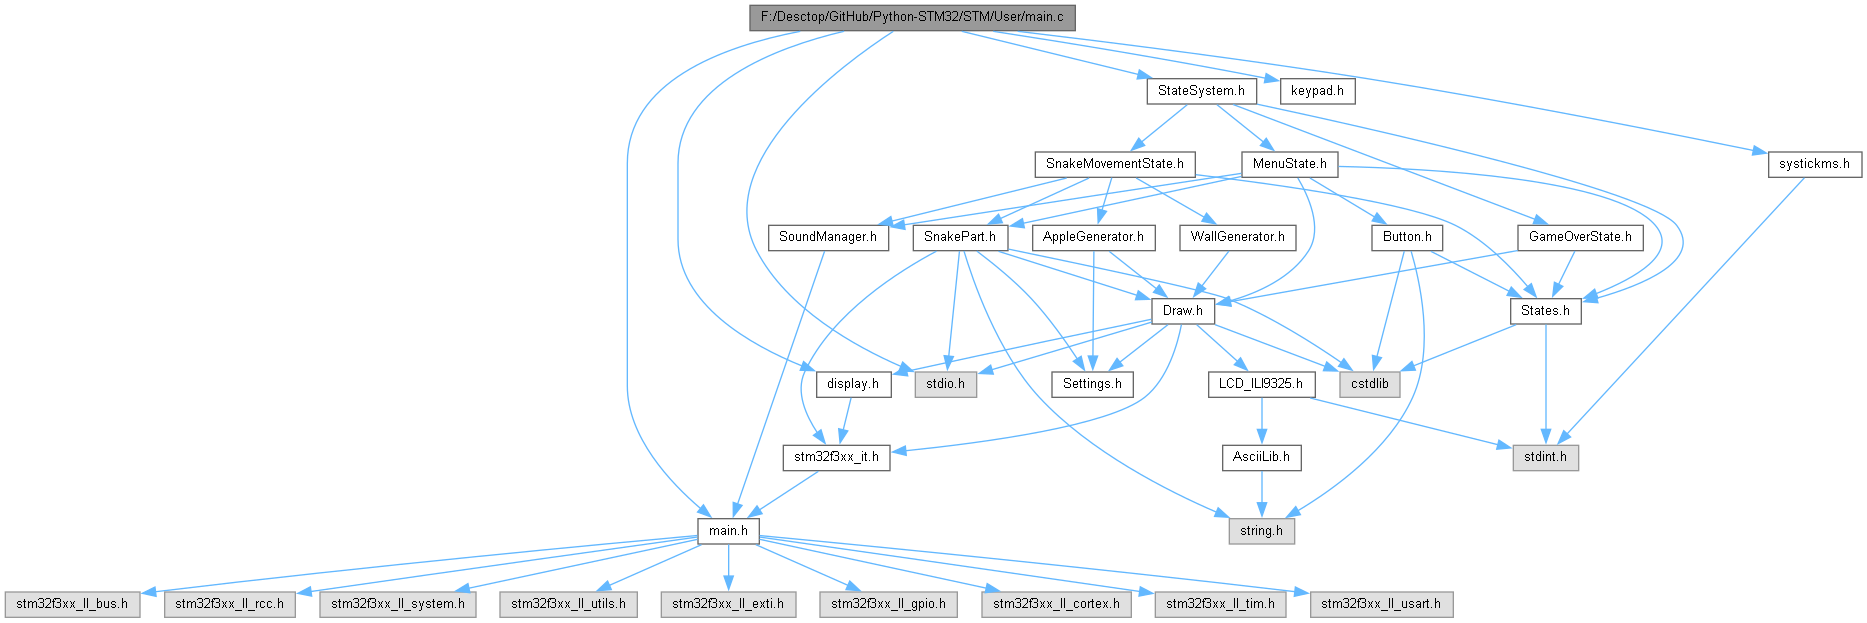 F:/Desctop/GitHub/Python-STM32/STM/User/main.c
StateSystem.h
keypad.h
SnakeMovementState.h
MenuState.h
systickms.h
SoundManager.h
SnakePart.h
AppleGenerator.h
WallGenerator.h
Button.h
GameOverState.h
Draw.h
States.h
display.h
stdio.h
Settings.h
LCD_ILI9325.h
cstdlib
stm32f3xx_it.h
AsciiLib.h
stdint.h
main.h
string.h
stm32f3xx_ll_bus.h
stm32f3xx_ll_rcc.h
stm32f3xx_ll_system.h
stm32f3xx_ll_utils.h
stm32f3xx_ll_exti.h
stm32f3xx_ll_gpio.h
stm32f3xx_ll_cortex.h
stm32f3xx_ll_tim.h
stm32f3xx_ll_usart.h